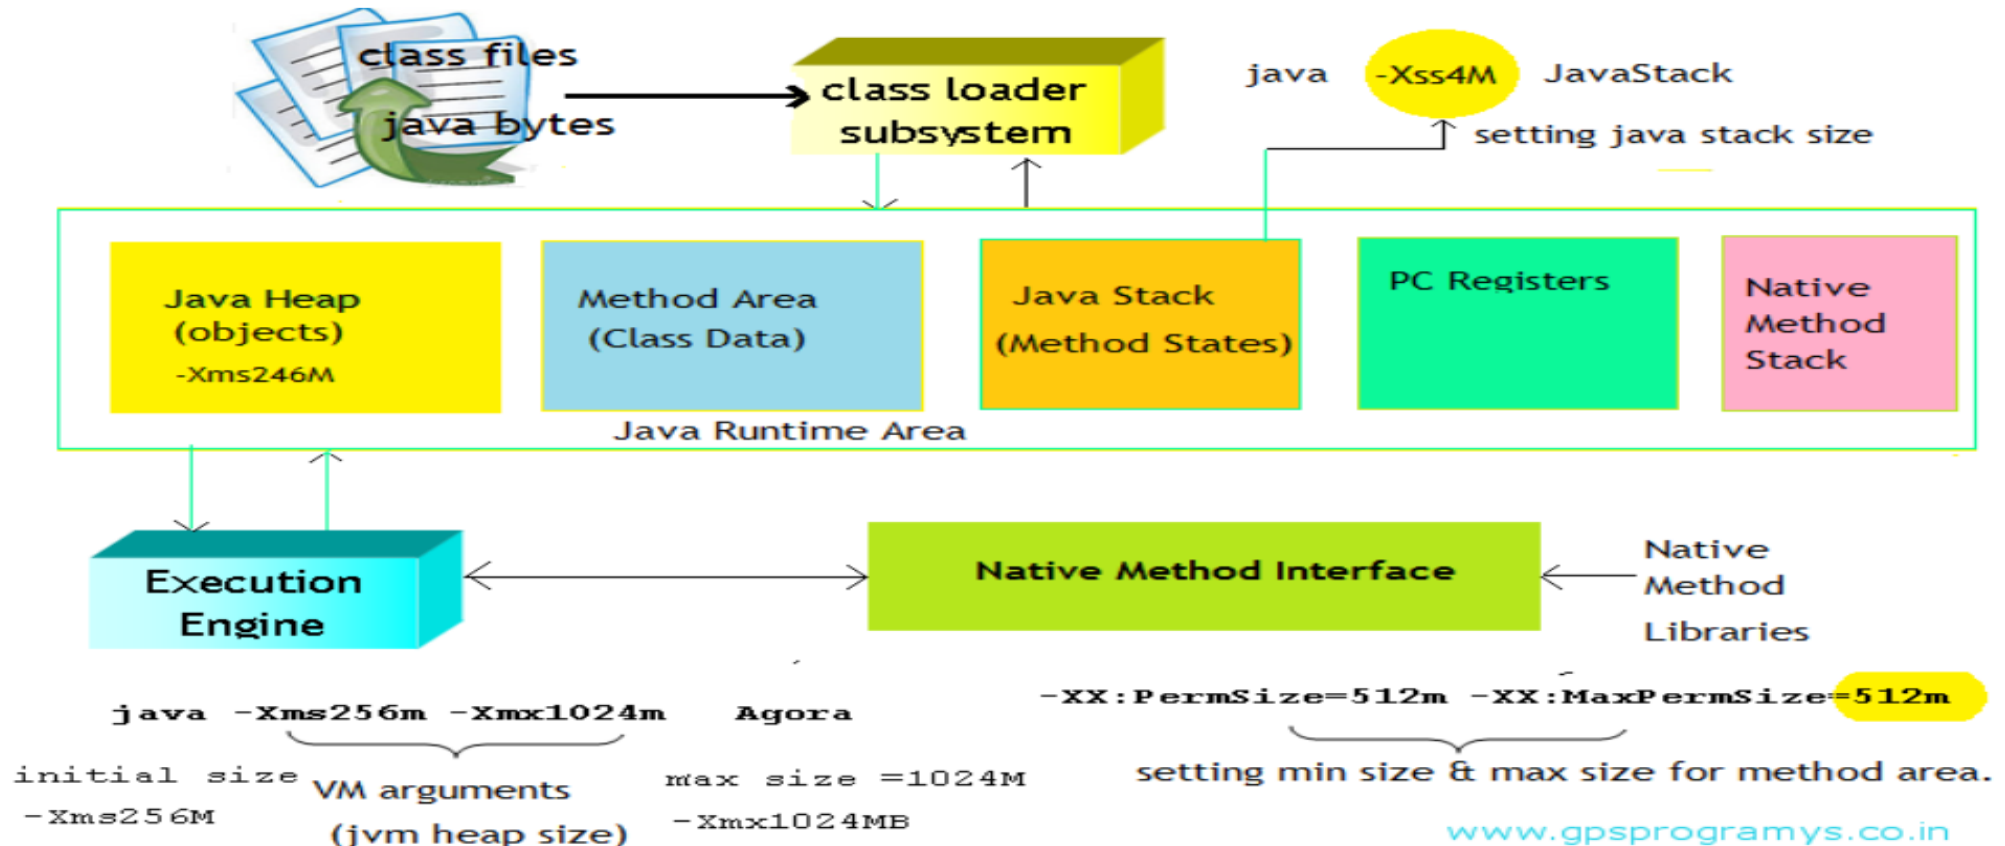 class files
java bytes
class loader
subsystem
java -Xss4M JavaStack
setting java stack size
Java Heap
(objects)
-Xms246M
Method Area
(Class Data)
Java Stack
(Method States)
PC Registers
Native
Method
Stack
Java Runtime Area
Execution
Engine
Native Method Interface
Native
Method
Libraries
java -Xms256m -Xmx1024m Agora
-XX:PermSize=512m -XX:MaxPermSize=512m
initial size
-Xms256M
VM arguments
(jvm heap size)
max size =1024M
-Xmx1024MB
setting min size & max size for method area.
www.gpsprogramys.co.in